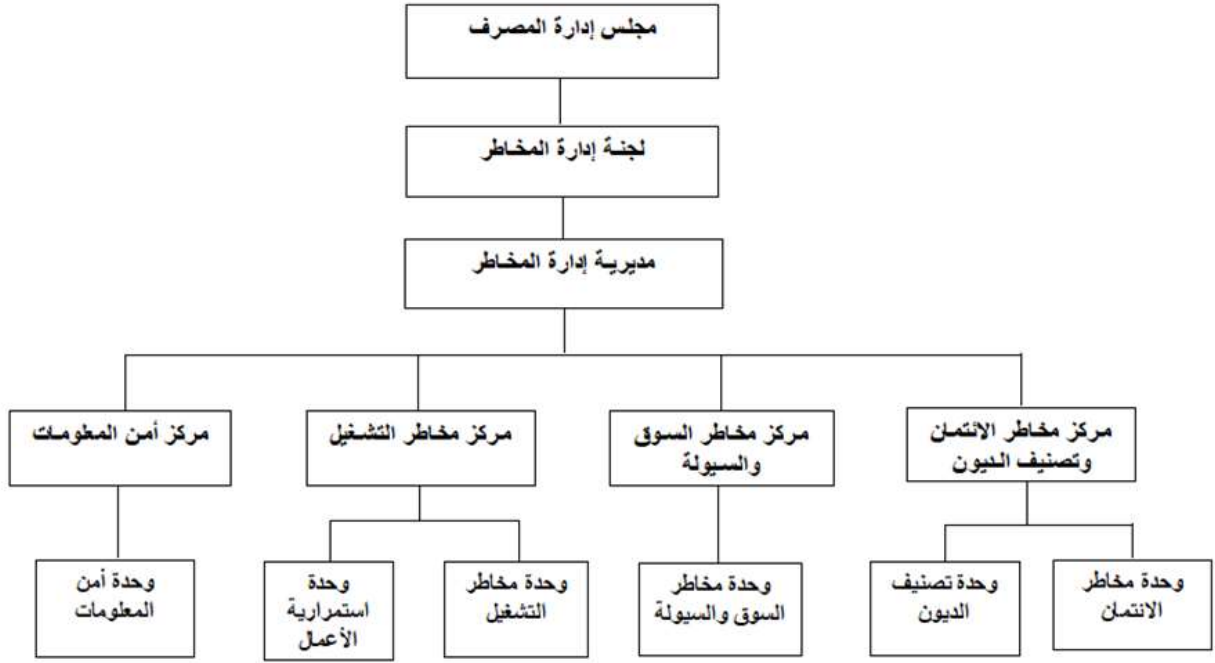 مجلس إدارة المصرف
لجنة إدارة المخاطر
مديرية إدارة المخاطر
مركز مخاطر الائتمان
وتصنيف الديون
مركز مخاطر السوق
والسيولة
مركز مخاطر التشغيل
مركز أمن المعلومات
وحدة مخاطر
الائتمان
وحدة تصنيف
الديون
وحدة مخاطر
السوق والسيولة
وحدة مخاطر
التشغيل
وحدة
استمرارية
الأعمال
وحدة أمن
المعلومات